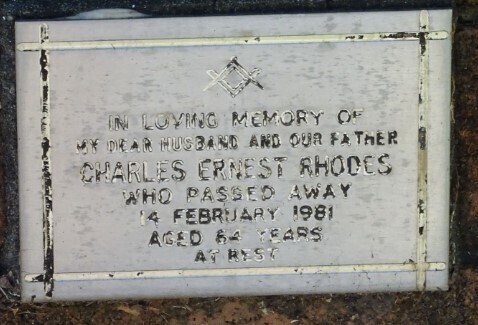 IN LOVING MEMORY OF
MY DEAR HUSBAND AND OUR FATHER
CHARLES ERNEST RHODES
WHO PASSED AWAY
14 FEBRUARY 1981
AGED 64 YEARS
AT REST